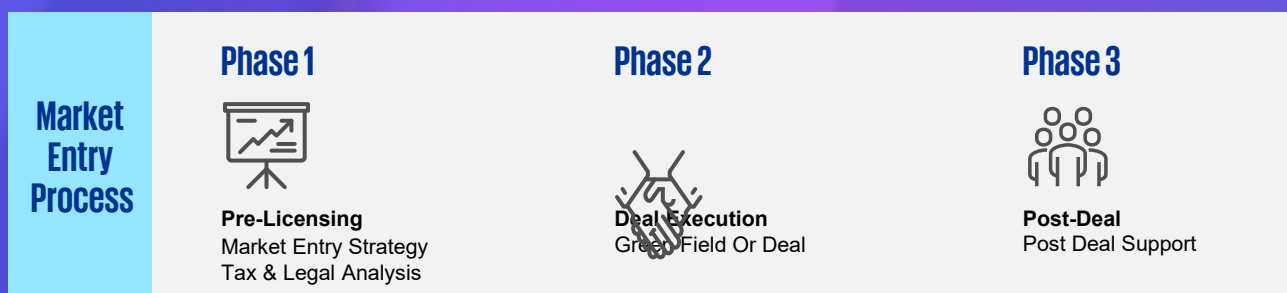 Market
Entry
Process
Phase 1
Pre-Licensing
Market Entry Strategy
Tax & Legal Analysis
Phase 2
Deal Execution
Green Field Or Deal
Phase 3
Post-Deal
Post Deal Support